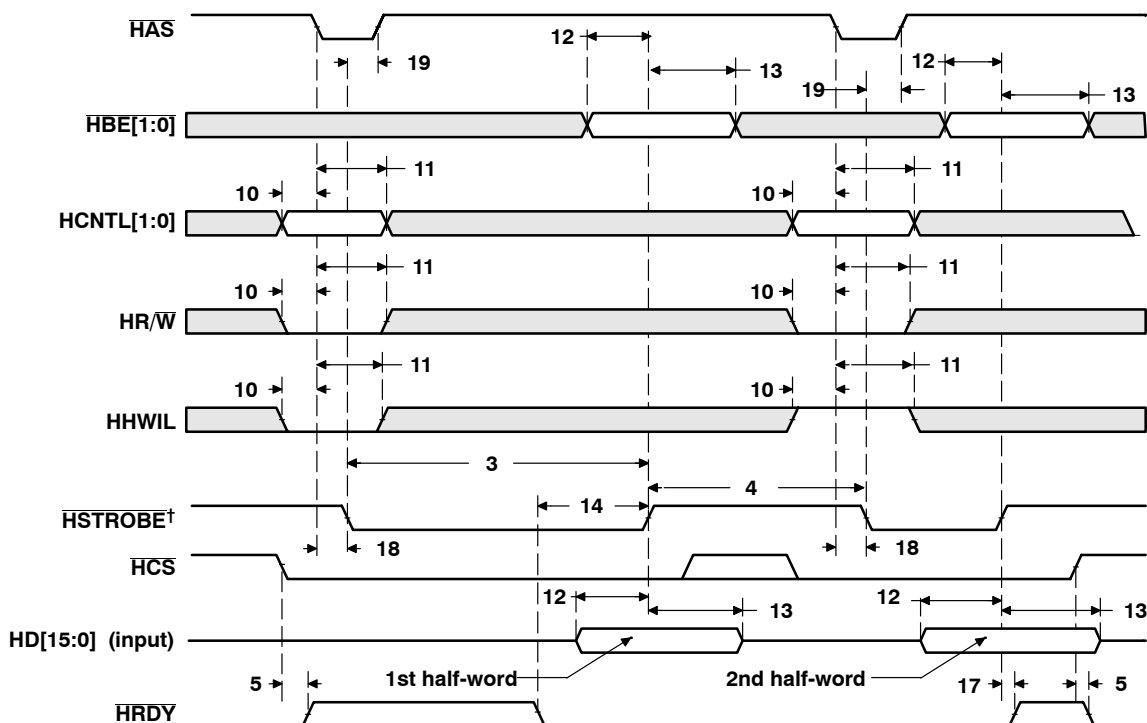 HAS
12
12
19
13
19
13
HBE[1:0]
11
11
10
10
HCNTL[1:0]
11
11
10
10
HR/W
11
11
10
10
HHWIL
3
4
14
HSTROBE†
18
18
HCS
12
12
13
13
HD[15:0] (input)
1st half-word
2nd half-word
5
17
5
HRDY